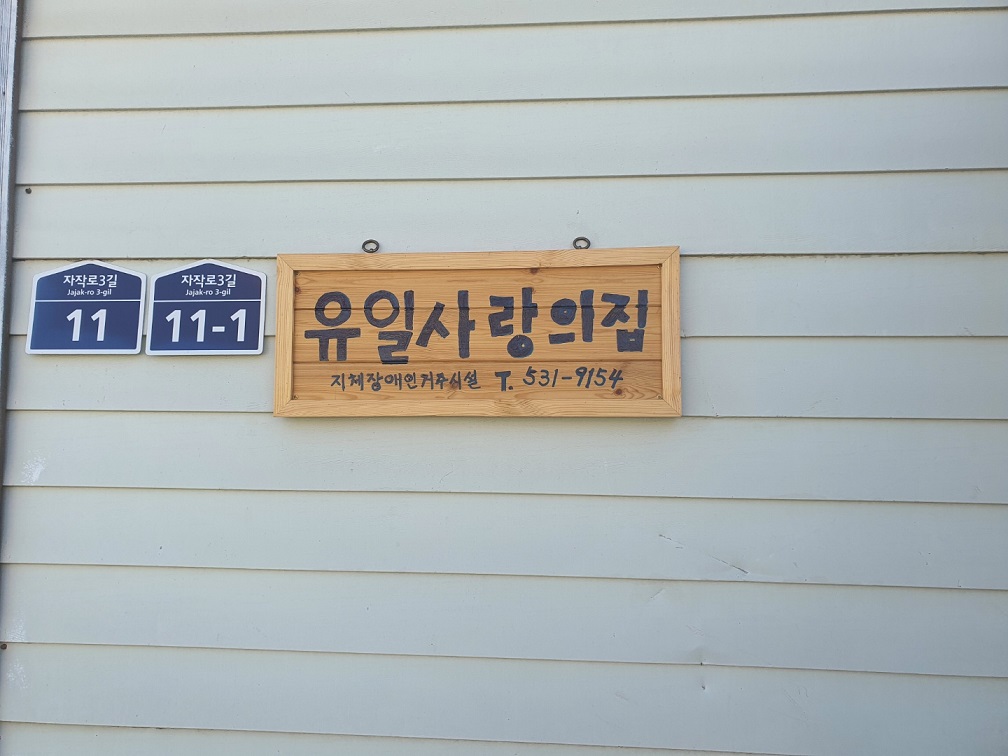 자작로3길
Jajak-ro 3-gil
11
자작로3길
Jajak-ro 3-gil
11-1
유일사랑의집
지체장애인거주시설 T. 531-9154